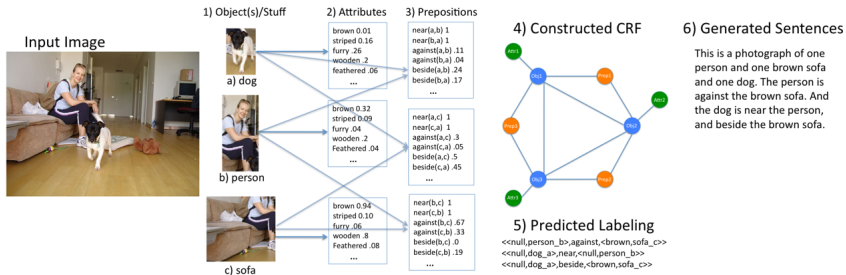 Input Image
1) Object(s)/Stuff
a) dog
b) person
c) sofa
2) Attributes
brown 0.01
striped 0.16
furry .26
wooden .2
feathered .06
...
brown 0.32
striped 0.09
furry .04
wooden .2
Feathered .04
...
brown 0.94
striped 0.10
furry .06
wooden .8
Feathered .08
...
3) Prepositions
near(a,b) 1
near(b,a) 1
against(a,b) .11
against(b,a) .04
beside(a,b) .24
beside(b,a) .17
...
near(a,c) 1
near(c,a) 1
against(a,c) .3
against(c,a) .05
beside(a,c) .5
beside(c,a) .45
...
near(b,c) 1
near(c,b) 1
against(b,c) .67
against(c,b) .33
beside(b,c) .0
beside(c,b) .19
...
4) Constructed CRF
Attr1
Obj1
Prep1
Attr2
Obj2
Prep2
Obj3
Prep3
Attr3
5) Predicted Labeling
<<null,person_b>,against,<brown,sofa_c>>
<<null,dog_a>,near,<null,person_b>>
<<null,dog_a>,beside,<brown,sofa_c>>
6) Generated Sentences
This is a photograph of one
person and one brown sofa
and one dog. The person is
against the brown sofa. And
the dog is near the person,
and beside the brown sofa.